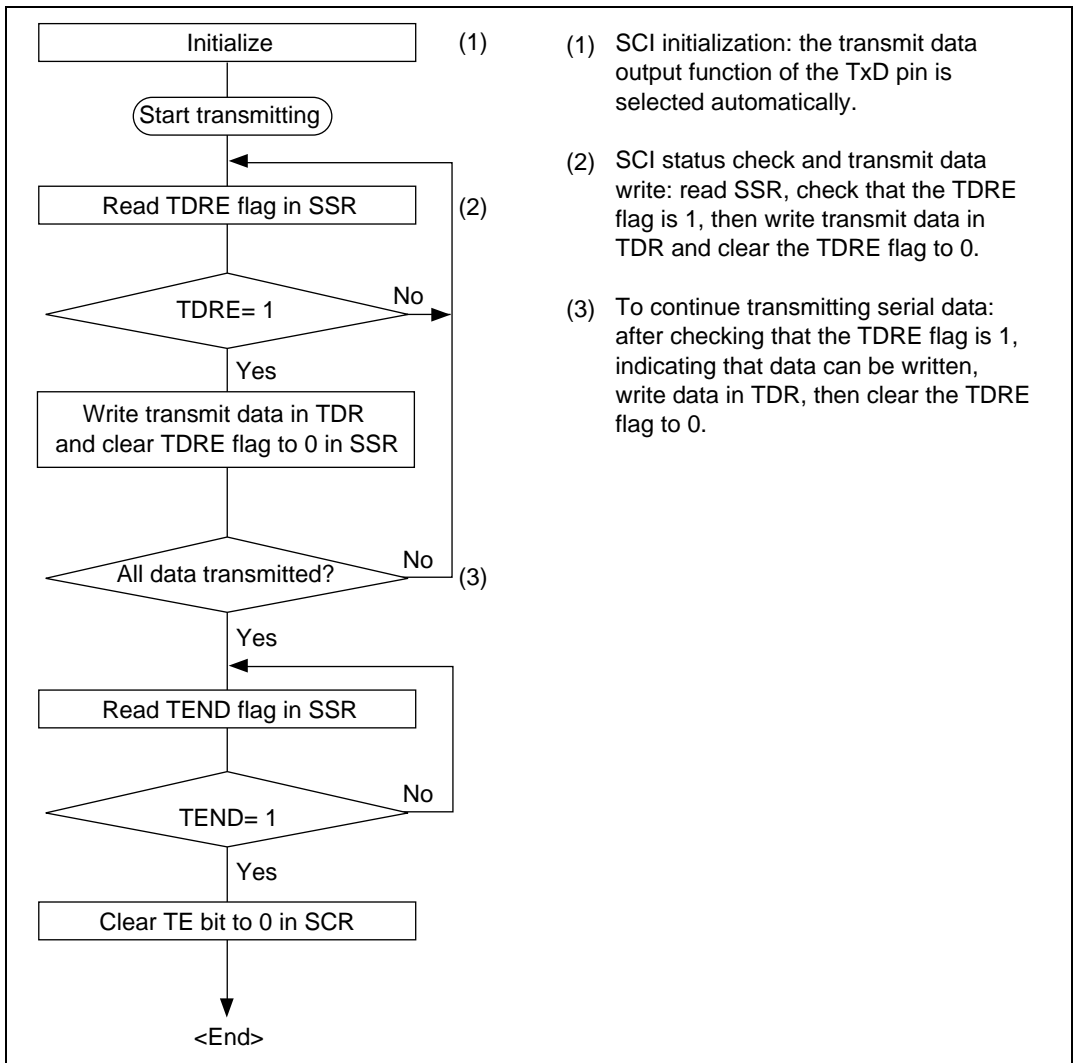 Initialize
(1)
Start transmitting
Read TDRE flag in SSR
(2)
TDRE= 1
No
Yes
Write transmit data in TDR
and clear TDRE flag to 0 in SSR
All data transmitted?
No
(3)
Yes
Read TEND flag in SSR
TEND= 1
No
Yes
Clear TE bit to 0 in SCR
<End>
(1) SCI initialization: the transmit data
output function of the TxD pin is
selected automatically.
(2) SCI status check and transmit data
write: read SSR, check that the TDRE
flag is 1, then write transmit data in
TDR and clear the TDRE flag to 0.
(3) To continue transmitting serial data:
after checking that the TDRE flag is 1,
indicating that data can be written,
write data in TDR, then clear the TDRE
flag to 0.